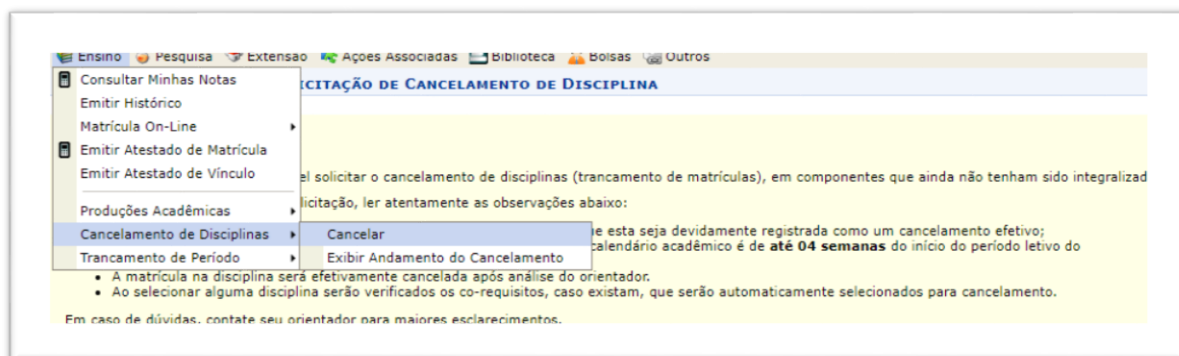 Ensino Pesquisa Extensão Ações Associadas Biblioteca Bolsas Outros
Consultar Minhas Notas
ICITAÇÃO DE CANCELAMENTO DE DISCIPLINA
Emitir Histórico
Matrícula On-Line
Emitir Atestado de Matrícula
Emitir Atestado de Vínculo
el solicitar o cancelamento de disciplinas (trancamento de matrículas), em componentes que ainda não tenham sido integralizad
Produções Acadêmicas
licitação, ler atentamente as observações abaixo:
Cancelamento de Disciplinas
Cancelar
ue esta seja devidamente registrada como um cancelamento efetivo;
calendário acadêmico é de até 04 semanas do início do período letivo do
Trancamento de Período
Exibir Andamento do Cancelamento
• A matrícula na disciplina será efetivamente cancelada após análise do orientador.
• Ao selecionar alguma disciplina serão verificados os co-requisitos, caso existam, que serão automaticamente selecionados para cancelamento.
Em caso de dúvidas, contate seu orientador para maiores esclarecimentos.